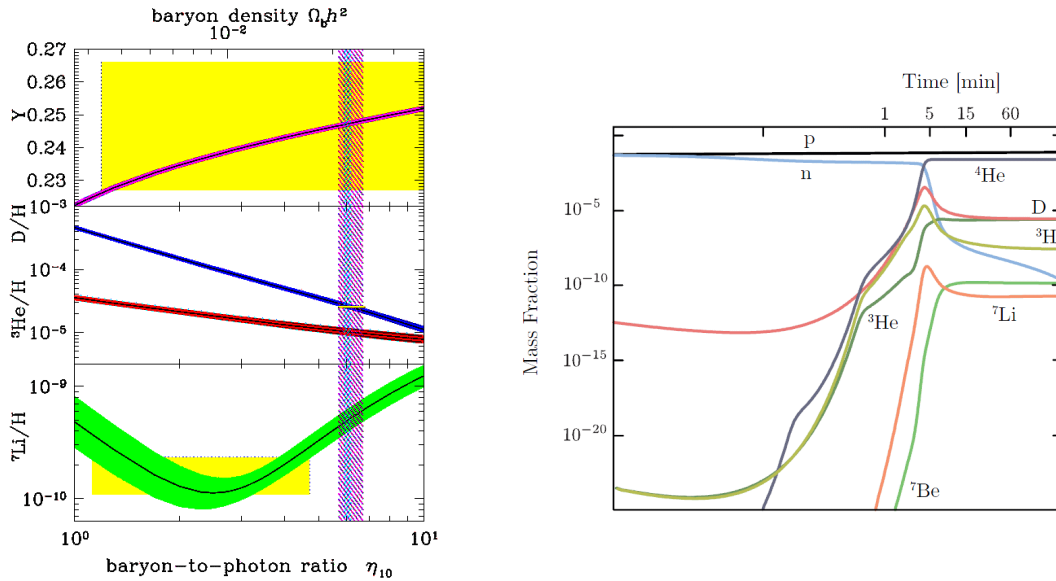 baryon density Ω_b h²
10⁻²
0.27
0.26
0.25
0.24
0.23
Y
10⁻³
10⁻⁴
10⁻⁵
D/H
³He/H
10⁻⁹
10⁻¹⁰
⁷Li/H
10⁰
10¹
baryon-to-photon ratio η₁₀
Time [min]
1 5 15 60
p
n
⁴He
D
³H
³He
⁷Li
⁷Be
10⁻⁵
10⁻¹⁰
10⁻¹⁵
10⁻²⁰
Mass Fraction